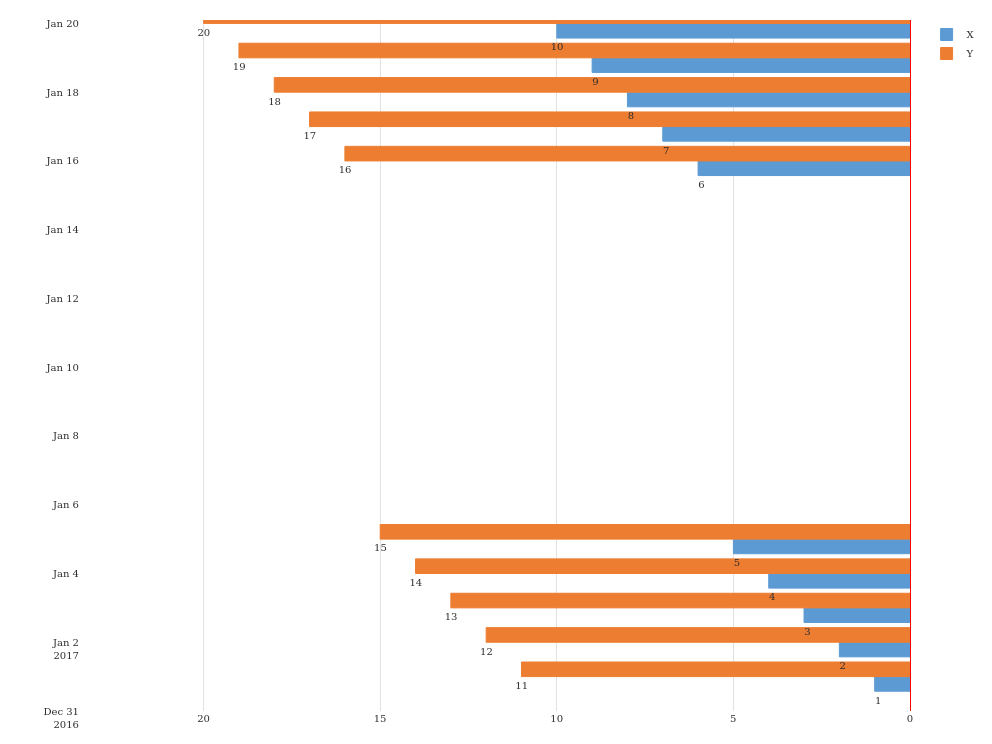 Jan 20
20
10
X
Y
19
9
Jan 18
18
8
17
7
Jan 16
16
6
Jan 14
Jan 12
Jan 10
Jan 8
Jan 6
15
5
Jan 4
14
4
13
3
Jan 2
2017
12
2
11
1
Dec 31
2016
20 15 10 5 0